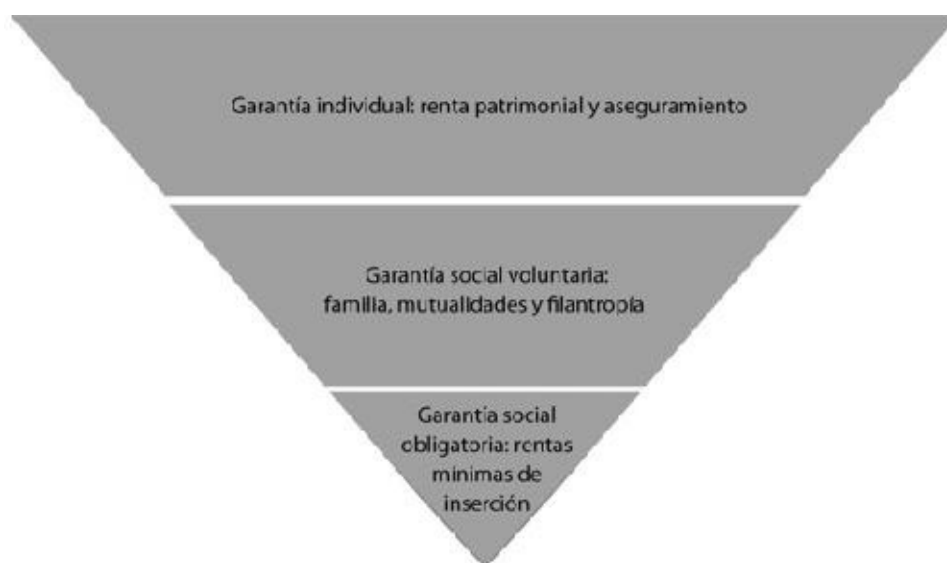 Garantía individual: renta patrimonial y aseguramiento
Garantía social voluntaria:
familia, mutualidades y filantropía
Garantía social
obligatoria: rentas
mínimas de
inserción